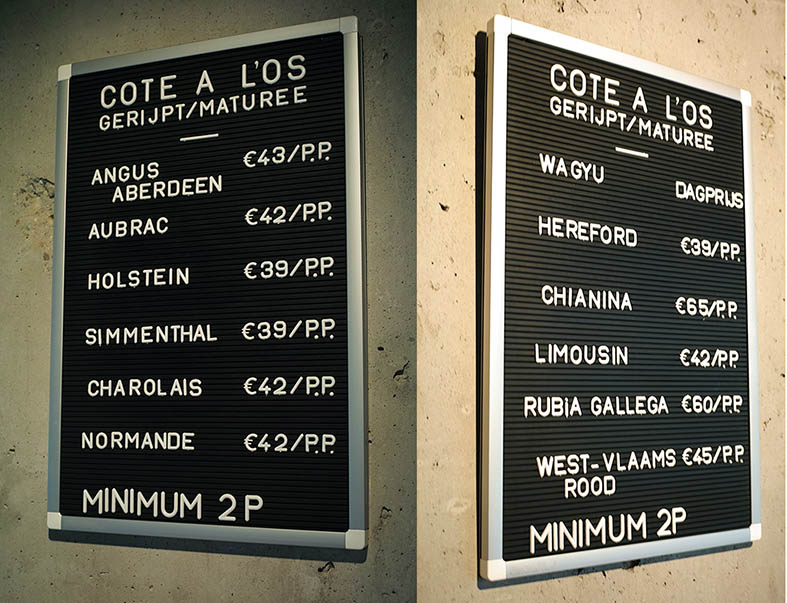 COTE A L'OS
GERIJPT/MATUREE
ANGUS €43/P.P.
ABERDEEN
AUBRAC €42/P.P.
HOLSTEIN €39/P.P.
SIMMENTHAL €39/P.P.
CHAROLAIS €42/P.P.
NORMANDE €42/P.P.
MINIMUM 2P
COTE A L'OS
GERIJPT/MATUREE
WAGYU DAGPRIJS
HEREFORD €39/P.P.
CHIANINA €65/P.P.
LIMOUSIN €42/P.P.
RUBiA GALLEGA €60/P.P.
WEST-VLAAMS €45/P.P.
ROOD
MINIMUM 2P